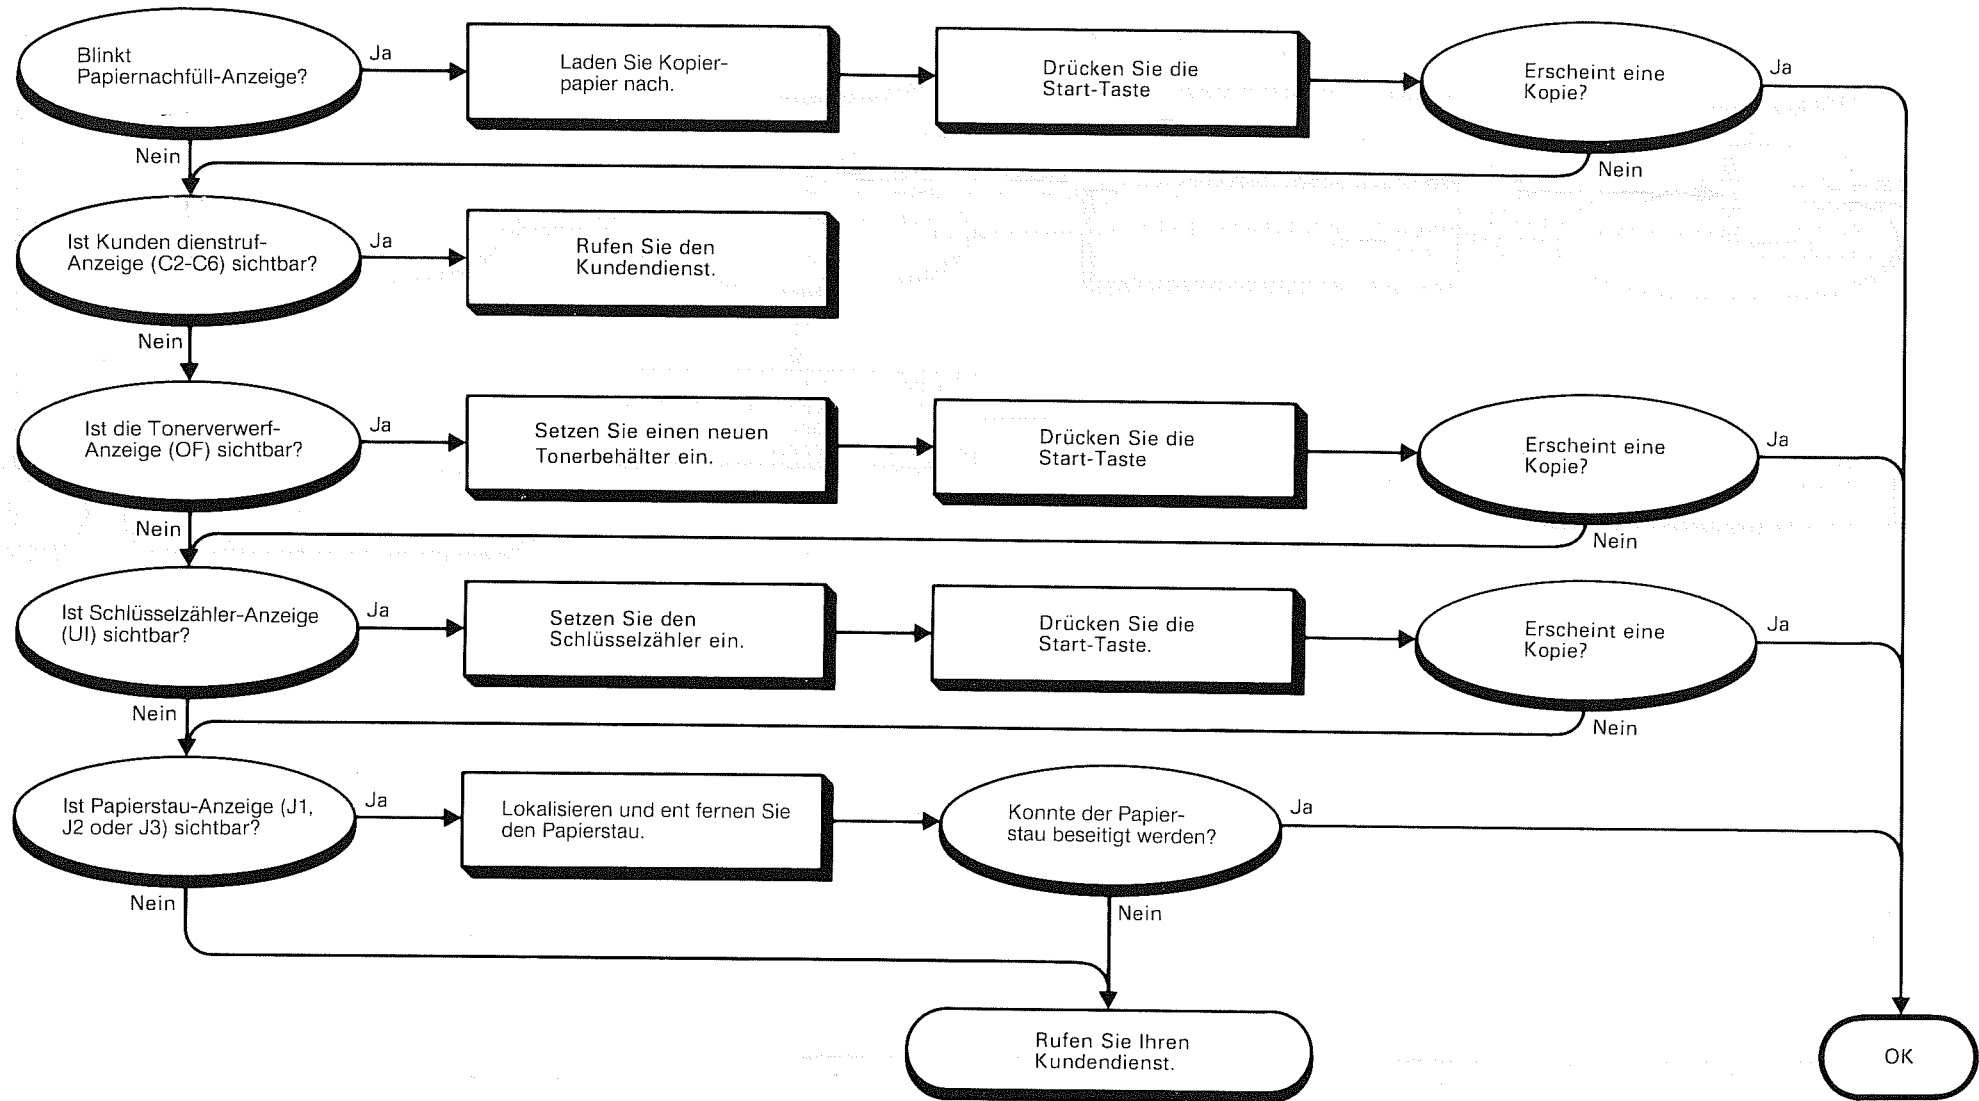 Blinkt
Papiernachfüll-Anzeige?
Ja
Laden Sie Kopier-
papier nach.
Drücken Sie die
Start-Taste
Erscheint eine
Kopie?
Ja
Nein
Nein
Ist Kunden dienstruf-
Anzeige (C2-C6) sichtbar?
Ja
Rufen Sie den
Kundendienst.
Nein
Ist die Tonerverwerf-
Anzeige (OF) sichtbar?
Ja
Setzen Sie einen neuen
Tonerbehälter ein.
Drücken Sie die
Start-Taste
Erscheint eine
Kopie?
Ja
Nein
Nein
Ist Schlüsselzähler-Anzeige
(UI) sichtbar?
Ja
Setzen Sie den
Schlüsselzähler ein.
Drücken Sie die
Start-Taste.
Erscheint eine
Kopie?
Ja
Nein
Nein
Ist Papierstau-Anzeige (J1,
J2 oder J3) sichtbar?
Ja
Lokalisieren und ent fernen Sie
den Papierstau.
Konnte der Papier-
stau beseitigt werden?
Ja
Nein
Nein
Rufen Sie Ihren
Kundendienst.
OK